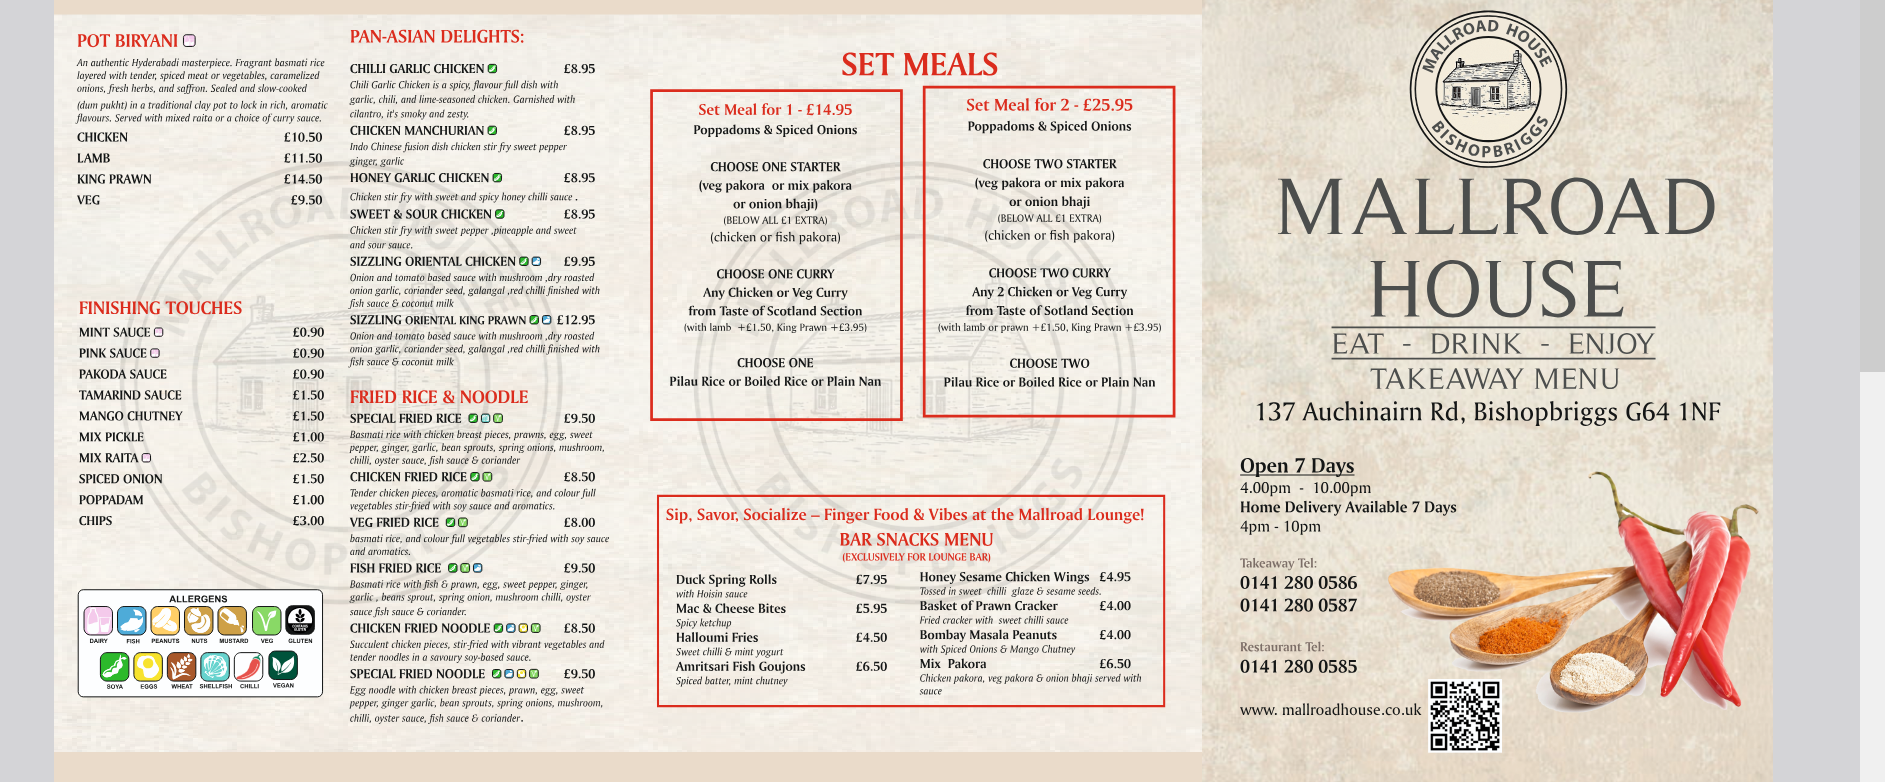 POT BIRYANI
An authentic Hyderabadi masterpiece. Fragrant basmati rice
layered with tender, spiced meat or vegetables, caramelized
onions, fresh herbs, and saffron. Sealed and slow-cooked
(dum pukht) in a traditional clay pot to lock in rich, aromatic
flavours. Served with mixed raita or a choice of curry sauce.
CHICKEN £10.50
LAMB £11.50
KING PRAWN £14.50
VEG £9.50
FINISHING TOUCHES
MINT SAUCE £0.90
PINK SAUCE £0.90
PAKODA SAUCE £0.90
TAMARIND SAUCE £1.50
MANGO CHUTNEY £1.50
MIX PICKLE £1.00
MIX RAITA £2.50
SPICED ONION £1.50
POPPADAM £1.00
CHIPS £3.00
ALLERGENS
DAIRY FISH PEANUTS NUTS MUSTARD VEG GLUTEN
SOYA EGGS WHEAT SHELLFISH CHILLI VEGAN
PAN-ASIAN DELIGHTS:
CHILLI GARLIC CHICKEN £8.95
Chili Garlic Chicken is a spicy, flavour full dish with
garlic, chili, and lime-seasoned chicken. Garnished with
cilantro, it's smoky and zesty.
CHICKEN MANCHURIAN £8.95
Indo Chinese fusion dish chicken stir fry sweet pepper
ginger, garlic
HONEY GARLIC CHICKEN £8.95
Chicken stir fry with sweet and spicy honey chilli sauce .
SWEET & SOUR CHICKEN £8.95
Chicken stir fry with sweet pepper ,pineapple and sweet
and sour sauce.
SIZZLING ORIENTAL CHICKEN £9.95
Onion and tomato based sauce with mushroom ,dry roasted
onion garlic, coriander seed, galangal ,red chilli finished with
fish sauce & coconut milk
SIZZLING ORIENTAL KING PRAWN £12.95
Onion and tomato based sauce with mushroom ,dry roasted
onion garlic, coriander seed, galangal ,red chilli finished with
fish sauce & coconut milk
FRIED RICE & NOODLE
SPECIAL FRIED RICE £9.50
Basmati rice with chicken breast pieces, prawns, egg, sweet
pepper, ginger, garlic, bean sprouts, spring onions, mushroom,
chilli, oyster sauce, fish sauce & coriander
CHICKEN FRIED RICE £8.50
Tender chicken pieces, aromatic basmati rice, and colour full
vegetables stir-fried with soy sauce and aromatics.
VEG FRIED RICE £8.00
basmati rice, and colour full vegetables stir-fried with soy sauce
and aromatics.
FISH FRIED RICE £9.50
Basmati rice with fish & prawn, egg, sweet pepper, ginger,
garlic , beans sprout, spring onion, mushroom chilli, oyster
sauce fish sauce & coriander.
CHICKEN FRIED NOODLE £8.50
Succulent chicken pieces, stir-fried with vibrant vegetables and
tender noodles in a savoury soy-based sauce.
SPECIAL FRIED NOODLE £9.50
Egg noodle with chicken breast pieces, prawn, egg, sweet
pepper, ginger garlic, bean sprouts, spring onions, mushroom,
chilli, oyster sauce, fish sauce & coriander.
SET MEALS
Set Meal for 1 - £14.95
Poppadoms & Spiced Onions
CHOOSE ONE STARTER
(veg pakora or mix pakora
or onion bhaji)
(BELOW ALL £1 EXTRA)
(chicken or fish pakora)
CHOOSE ONE CURRY
Any Chicken or Veg Curry
from Taste of Scotland Section
(with lamb +£1.50, King Prawn +£3.95)
CHOOSE ONE
Pilau Rice or Boiled Rice or Plain Nan
Set Meal for 2 - £25.95
Poppadoms & Spiced Onions
CHOOSE TWO STARTER
(veg pakora or mix pakora
or onion bhaji
(BELOW ALL £1 EXTRA)
(chicken or fish pakora)
CHOOSE TWO CURRY
Any 2 Chicken or Veg Curry
from Taste of Sotland Section
(with lamb or prawn +£1.50, King Prawn +£3.95)
CHOOSE TWO
Pilau Rice or Boiled Rice or Plain Nan
Sip, Savor, Socialize – Finger Food & Vibes at the Mallroad Lounge!
BAR SNACKS MENU
(EXCLUSIVELY FOR LOUNGE BAR)
Duck Spring Rolls £7.95
with Hoisin sauce
Mac & Cheese Bites £5.95
Spicy ketchup
Halloumi Fries £4.50
Sweet chilli & mint yogurt
Amritsari Fish Goujons £6.50
Spiced batter, mint chutney
Honey Sesame Chicken Wings £4.95
Tossed in sweet chilli glaze & sesame seeds.
Basket of Prawn Cracker £4.00
Fried cracker with sweet chilli sauce
Bombay Masala Peanuts £4.00
with Spiced Onions & Mango Chutney
Mix Pakora £6.50
Chicken pakora, veg pakora & onion bhaji served with
sauce
MALLROAD HOUSE
BISHOPBRIGGS
MALLROAD
HOUSE
EAT - DRINK - ENJOY
TAKEAWAY MENU
137 Auchinairn Rd, Bishopbriggs G64 1NF
Open 7 Days
4.00pm - 10.00pm
Home Delivery Available 7 Days
4pm - 10pm
Takeaway Tel:
0141 280 0586
0141 280 0587
Restaurant Tel:
0141 280 0585
www. mallroadhouse.co.uk